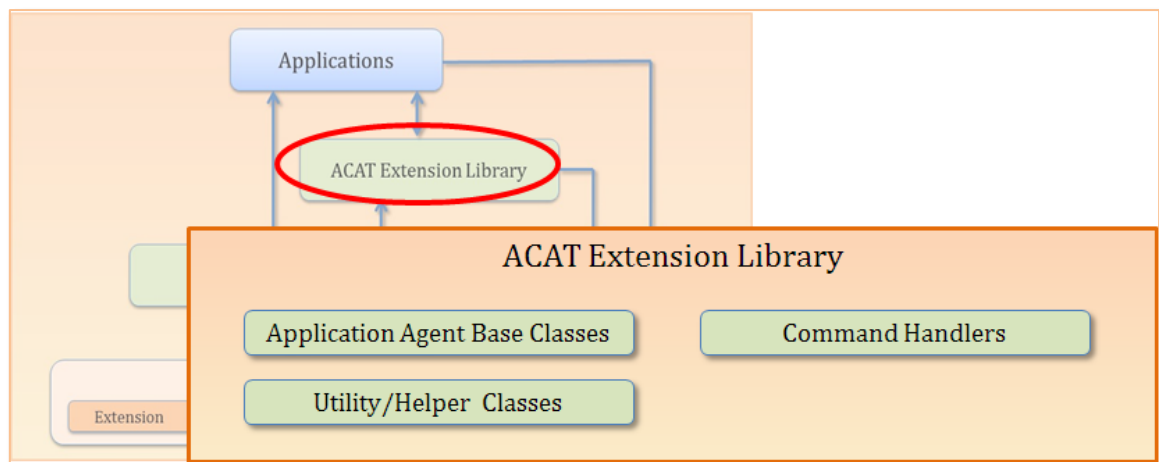 Applications
ACAT Extension Library
ACAT Extension Library
Application Agent Base Classes
Command Handlers
Utility/Helper Classes
Extension